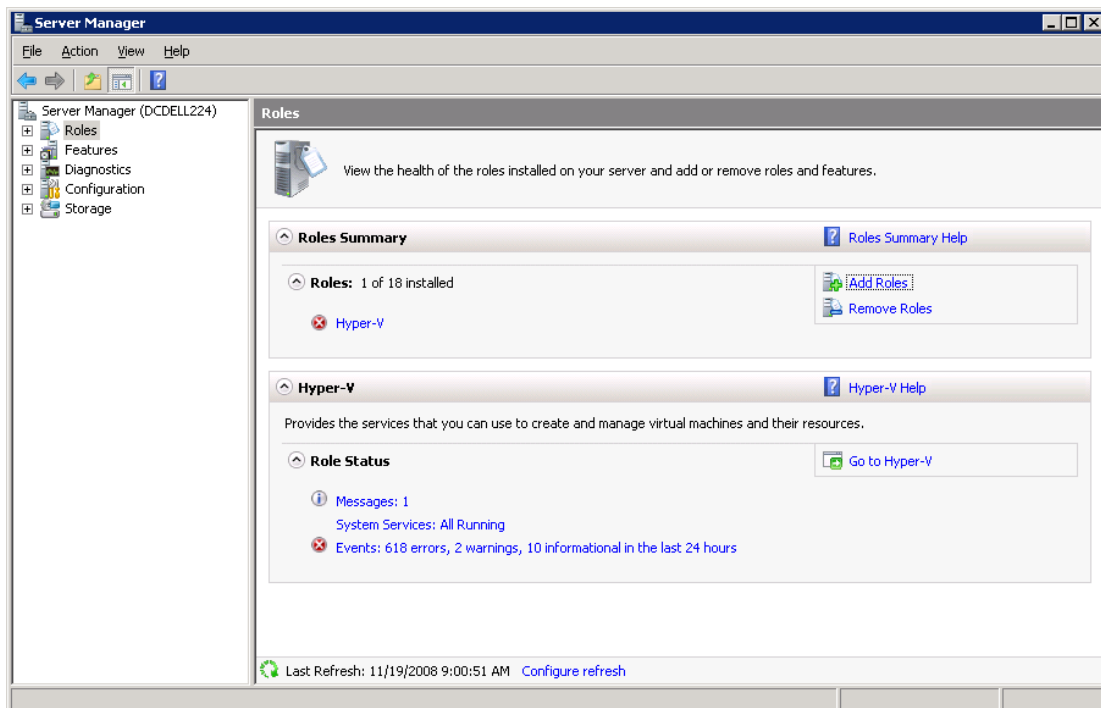 Server Manager
File Action View Help
Server Manager (DCDELL224)
Roles
Features
Diagnostics
Configuration
Storage
Roles
View the health of the roles installed on your server and add or remove roles and features.
Roles Summary
Roles Summary Help
Roles: 1 of 18 installed
Add Roles
Remove Roles
Hyper-V
Hyper-V
Hyper-V Help
Provides the services that you can use to create and manage virtual machines and their resources.
Role Status
Go to Hyper-V
Messages: 1
System Services: All Running
Events: 618 errors, 2 warnings, 10 informational in the last 24 hours
Last Refresh: 11/19/2008 9:00:51 AM Configure refresh